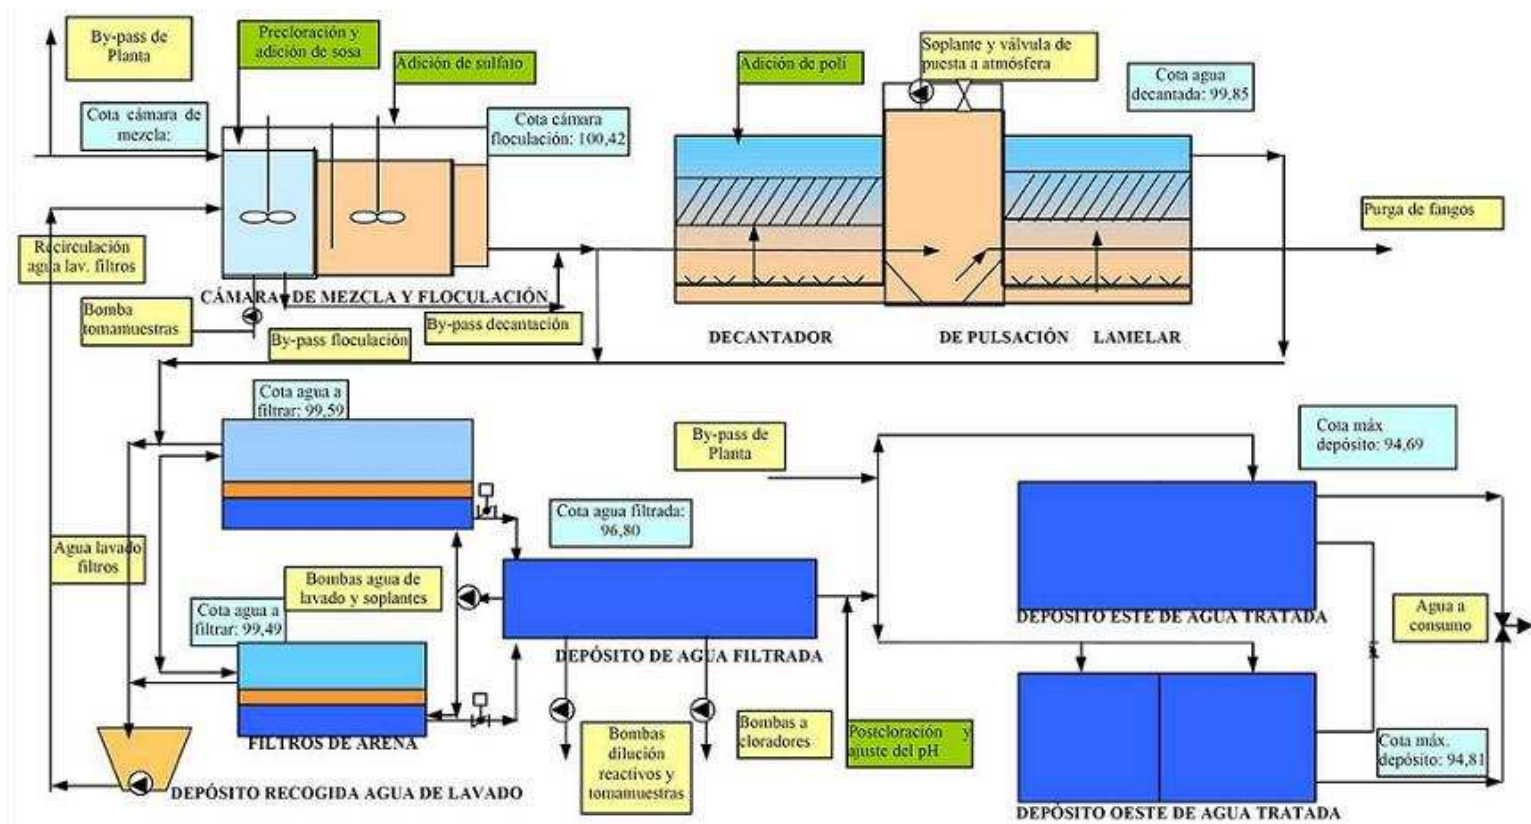 By-pass de
Planta
Precloración y
adición de sosa
Adición de sulfato
Cota cámara de
mezcla:
Cota cámara
floculación: 100,42
Adición de poli
Soplante y válvula de
puesta a atmósfera
Cota agua
decantada: 99,85
Purga de fangos
Recirculación
agua lav. filtros
CÁMARA DE MEZCLA Y FLOCULACIÓN
Bomba
tomamuestras
By-pass floculación
By-pass decantación
DECANTADOR DE PULSACIÓN LAMELAR
Cota agua a
filtrar: 99,59
By-pass de
Planta
Cota máx
depósito: 94,69
Cota agua filtrada:
96,80
Agua lavado
filtros
Bombas agua de
lavado y soplantes
Cota agua a
filtrar: 99,49
DEPÓSITO ESTE DE AGUA TRATADA
Agua a
consumo
DEPÓSITO DE AGUA FILTRADA
FILTROS DE ARENA
Bombas
dilución
reactivos y
tomamuestras
Bombas a
cloradores
Postcloración y
ajuste del pH
Cota máx.
depósito: 94,81
DEPÓSITO RECOGIDA AGUA DE LAVADO
DEPÓSITO OESTE DE AGUA TRATADA